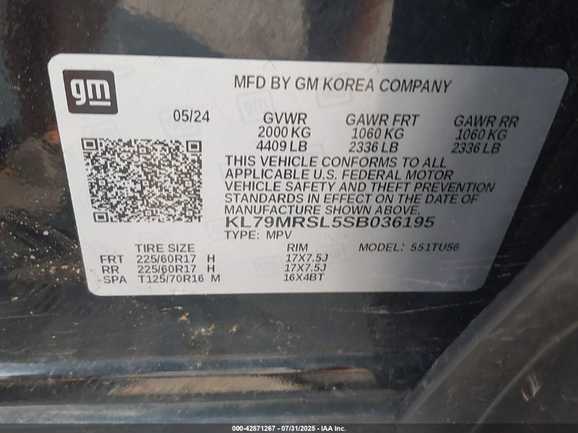 gm
MFD BY GM KOREA COMPANY
05/24 GVWR GAWR FRT GAWR RR
2000 KG 1060 KG 1060 KG
4409 LB 2336 LB 2336 LB
THIS VEHICLE CONFORMS TO ALL
APPLICABLE U.S. FEDERAL MOTOR
VEHICLE SAFETY AND THEFT PREVENTION
STANDARDS IN EFFECT ON THE DATE OF
MANUFACTURE SHOWN ABOVE.
KL79MRSL5SB036195
TYPE: MPV MODEL: 5S1TU56
TIRE SIZE RIM
FRT 225/60R17 H 17X7.5J
RR 225/60R17 H 17X7.5J
SPA T125/70R16 M 16X4BT
000-42871267 - 07/31/2025 - IAA Inc.